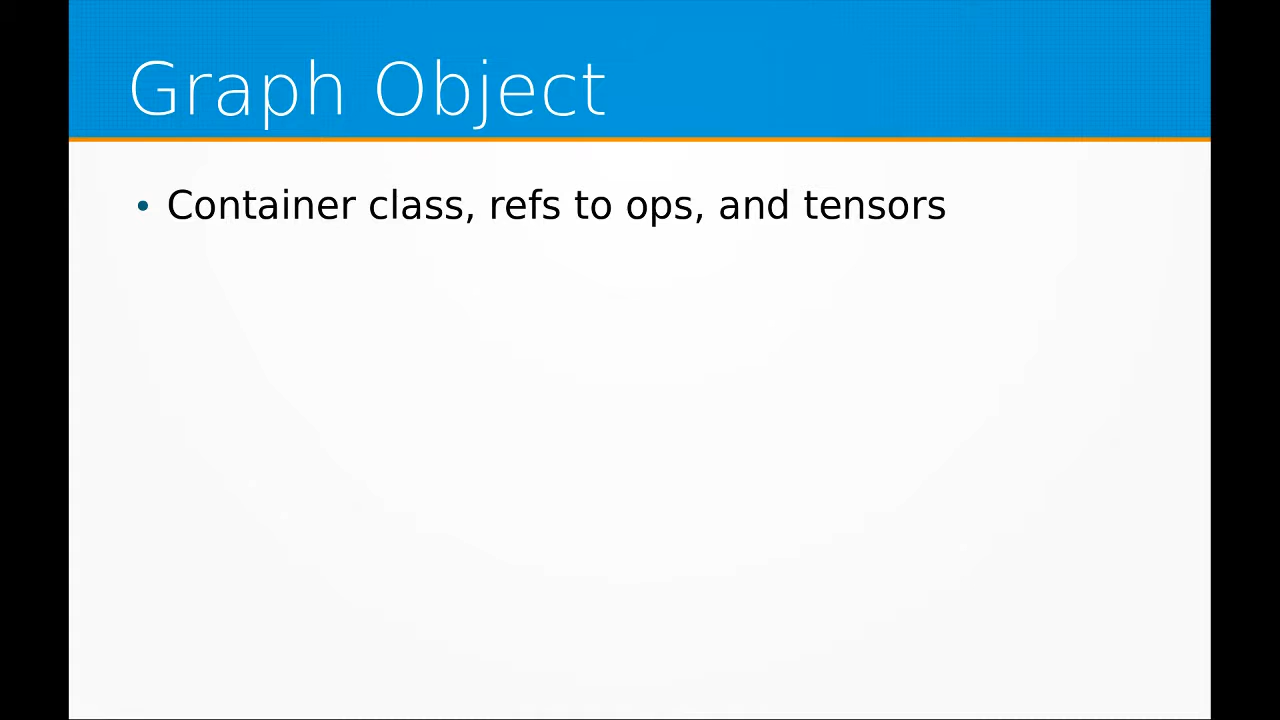 Graph Object
• Container class, refs to ops, and tensors